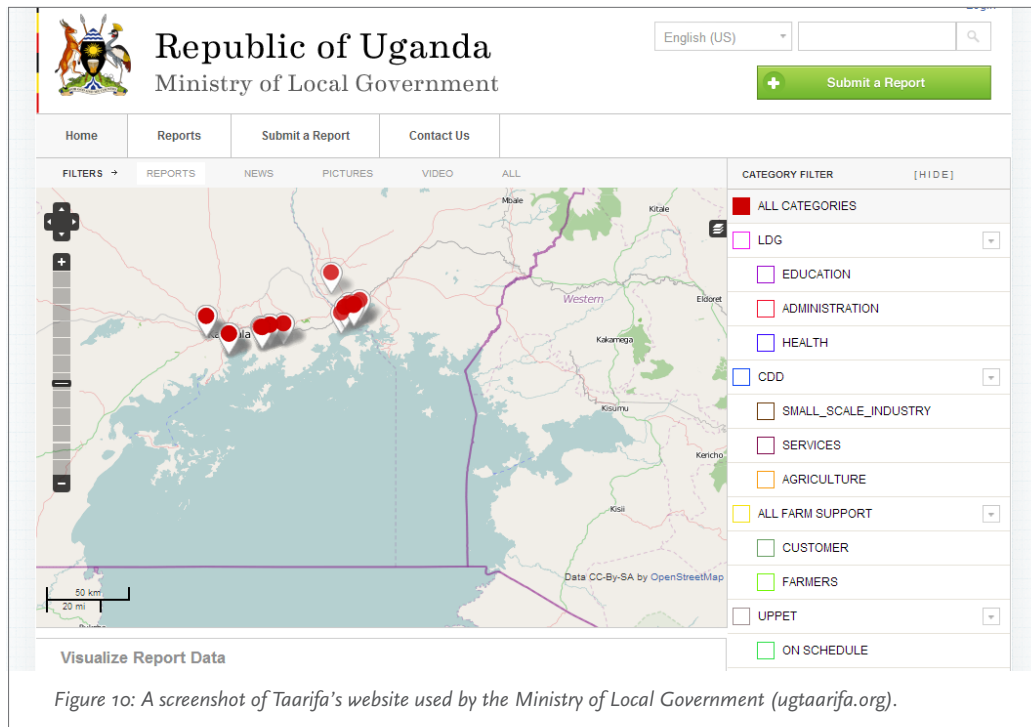 Login
Republic of Uganda
Ministry of Local Government
English (US)
Submit a Report
Home Reports Submit a Report Contact Us
FILTERS → REPORTS NEWS PICTURES VIDEO ALL
CATEGORY FILTER [HIDE]
ALL CATEGORIES
LDG
EDUCATION
ADMINISTRATION
HEALTH
CDD
SMALL_SCALE_INDUSTRY
SERVICES
AGRICULTURE
ALL FARM SUPPORT
CUSTOMER
FARMERS
UPPET
ON SCHEDULE
Mbale
Kitale
Western
Eldoret
Kakamega
Kisumu
Kericho
Kisii
Data CC-By-SA by OpenStreetMap
50 km
20 mi
Visualize Report Data
Figure 10: A screenshot of Taarifa's website used by the Ministry of Local Government (ugtaarifa.org).